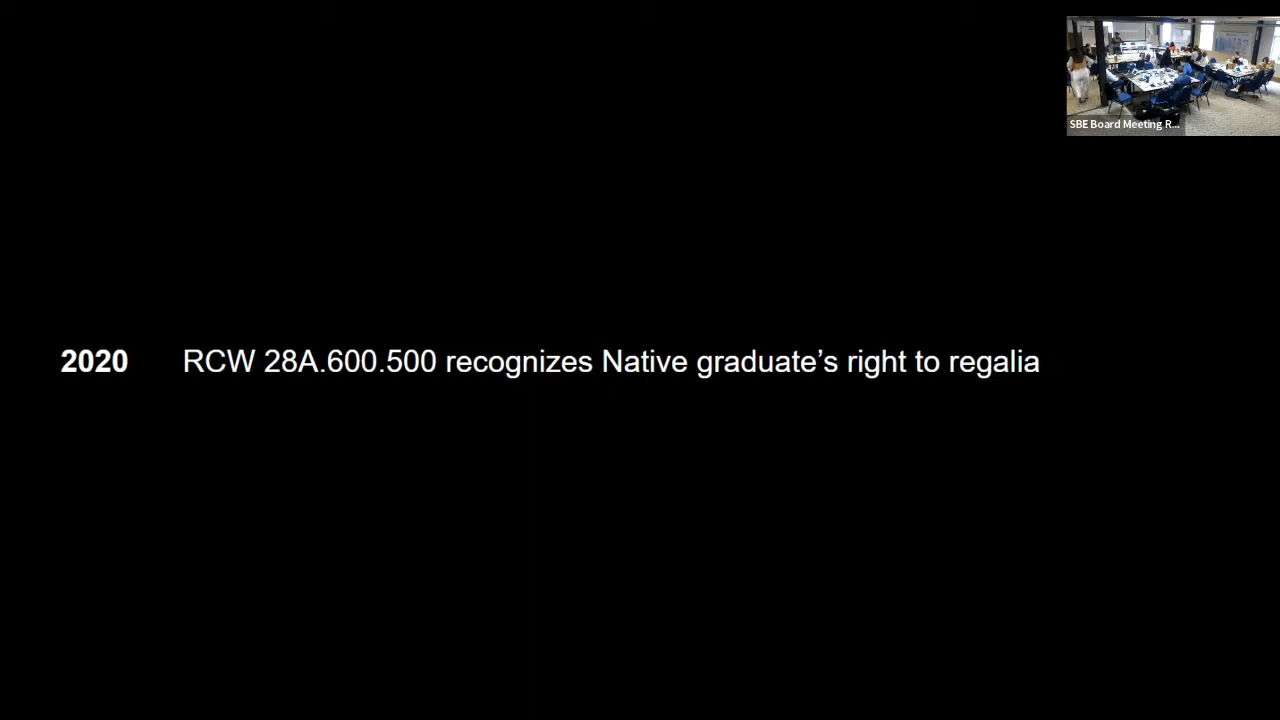 SBE Board Meeting R...
2020 RCW 28A.600.500 recognizes Native graduate’s right to regalia